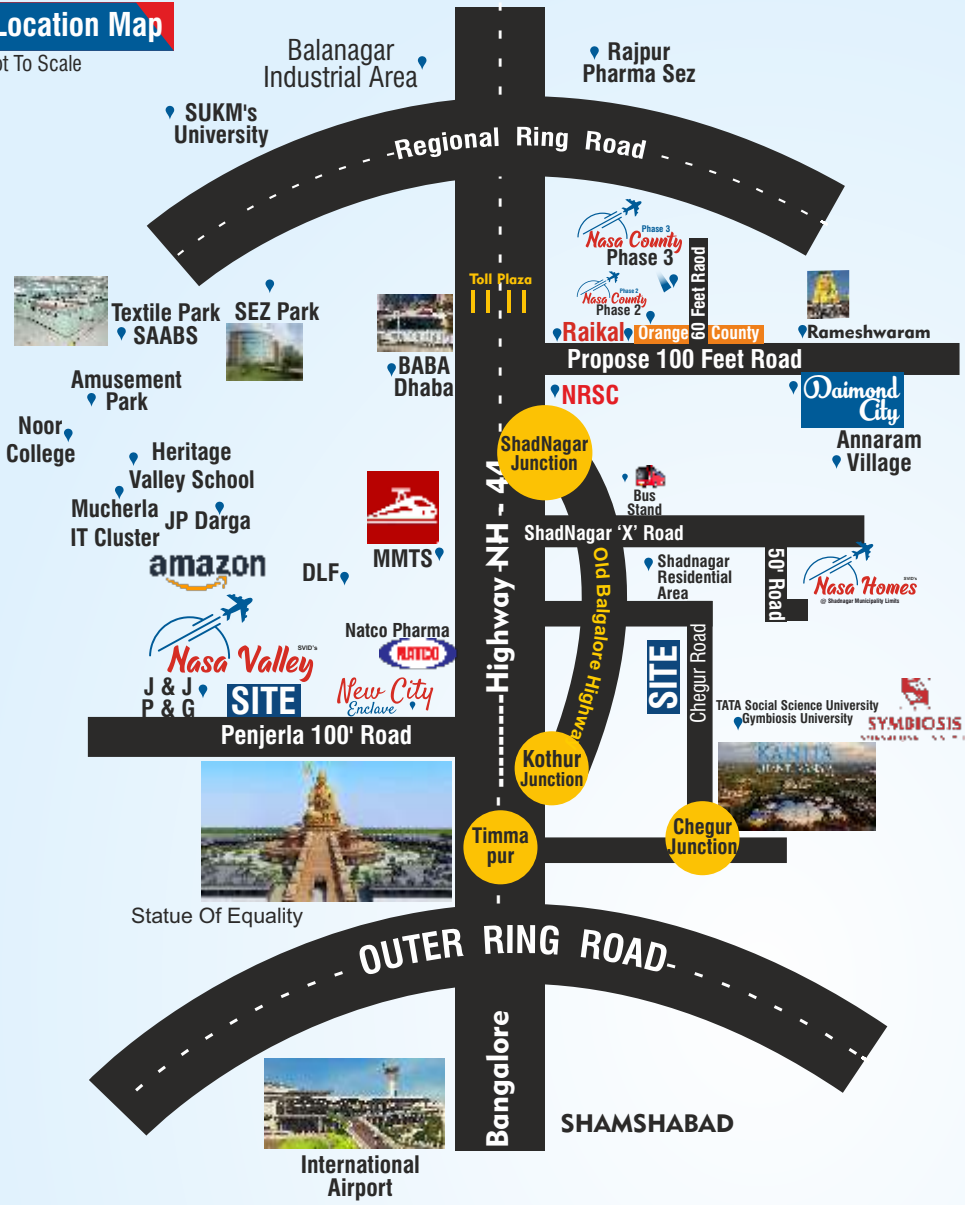 Location Map
ot To Scale
Balanagar
Industrial Area
Rajpur
Pharma Sez
SUKM's
University
Regional Ring Road
Phase 3
Nasa County
Phase 3
Phase 2
Nasa County
Phase 2
60 Feet Raod
Toll Plaza
Textile Park
SAABS
SEZ Park
Raikal
Orange County
Rameshwaram
Propose 100 Feet Road
BABA
Dhaba
Amusement
Park
NRSC
Daimond
City
Noor
College
Annaram
Village
ShadNagar
Junction
Heritage
Valley School
Bus
Stand
Mucherla
IT Cluster
JP Darga
ShadNagar 'X' Road
amazon
DLF
MMTS
Highway NH - 44
Old Balgalore Highwa
Shadnagar
Residential
Area
50' Road
SVID's
Nasa Homes
@ Shadnagar Municipality Limits
Natco Pharma
NATCO
SVID's
Nasa Valley
J & J
P & G
SITE
New City
Enclave
SITE
Chegur Road
TATA Social Science University
Gymbiosis University
SYMBIOSIS
Penjerla 100' Road
KANHA
Kothur
Junction
Timma
pur
Chegur
Junction
Statue Of Equality
OUTER RING ROAD
Bangalore
SHAMSHABAD
International
Airport